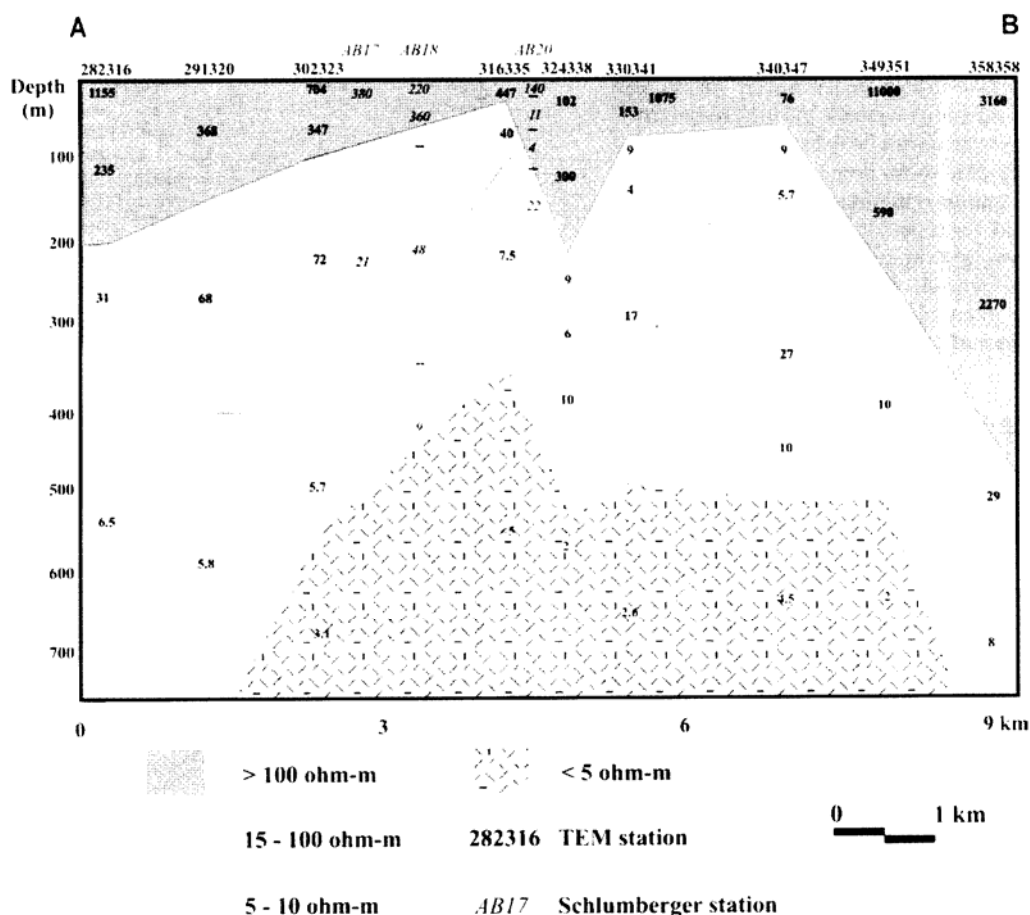 A B
AB17 AB18 AB20
282316 291320 302323 316335 324338 330341 340347 349351 358358
Depth
(m)
1155 704 380 220 447 140 102 1075 76 11000 3160
368 347 360 40 11 153
100 4 9 9
235 300 4 5.7
22 590
200
72 21 48 7.5 9
31 68 2270
300 6 17
27
400 9 10 10
10
500 5.7 29
6.5 .5 2
600 5.8
3.1 2.6 4.5 2
700 8
0 3 6 9 km
> 100 ohm-m < 5 ohm-m
0 1 km
15 - 100 ohm-m 282316 TEM station
5 - 10 ohm-m AB17 Schlumberger station